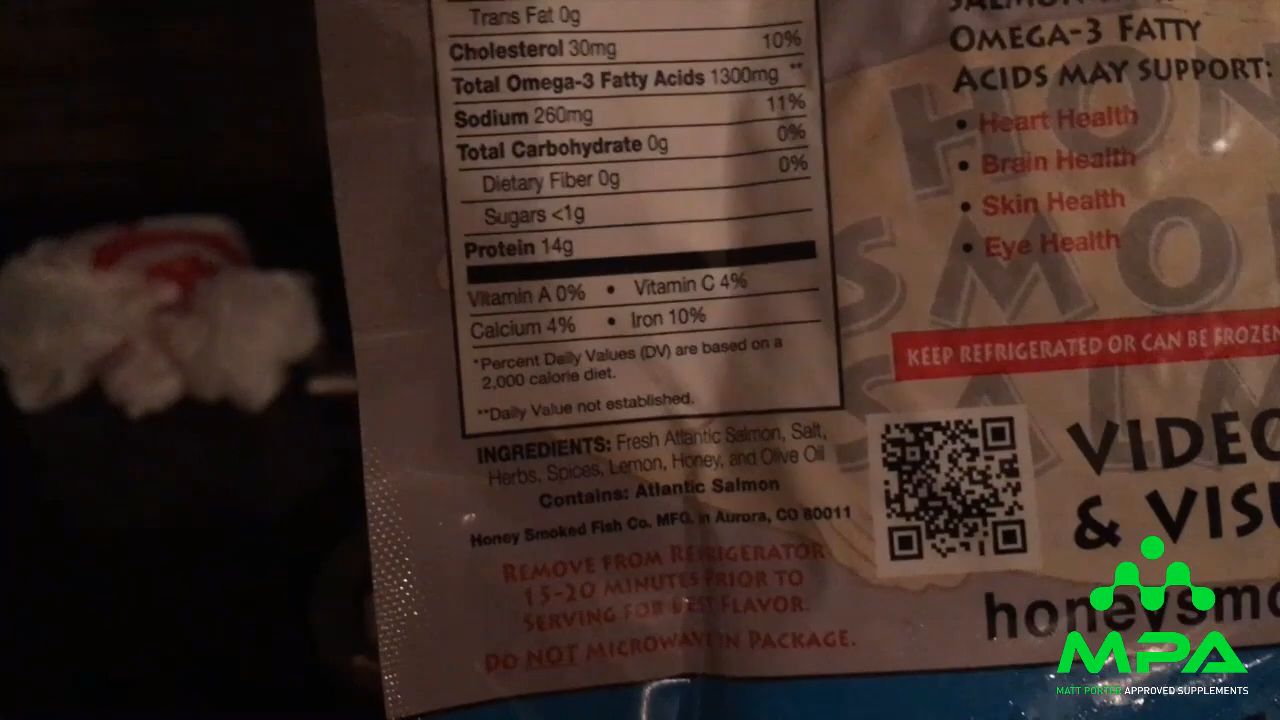 Trans Fat 0g
Cholesterol 30mg 10%
Total Omega-3 Fatty Acids 1300mg **
Sodium 260mg 11%
Total Carbohydrate 0g 0%
Dietary Fiber 0g 0%
Sugars <1g
Protein 14g
Vitamin A 0% • Vitamin C 4%
Calcium 4% • Iron 10%
*Percent Daily Values (DV) are based on a
2,000 calorie diet.
**Daily Value not established.
INGREDIENTS: Fresh Atlantic Salmon, Salt,
Herbs, Spices, Lemon, Honey, and Olive Oil
Contains: Atlantic Salmon
Honey Smoked Fish Co. MFG. in Aurora, CO 80011
REMOVE FROM REFRIGERATOR
15-20 MINUTES PRIOR TO
SERVING FOR BEST FLAVOR.
DO NOT MICROWAVE IN PACKAGE.
OMEGA-3 FATTY
ACIDS MAY SUPPORT:
• Heart Health
• Brain Health
• Skin Health
• Eye Health
HON
SMO
SALM
KEEP REFRIGERATED OR CAN BE FROZEN
VIDEO
& VISI
honeysmo
MPA
MATT PORTER APPROVED SUPPLEMENTS